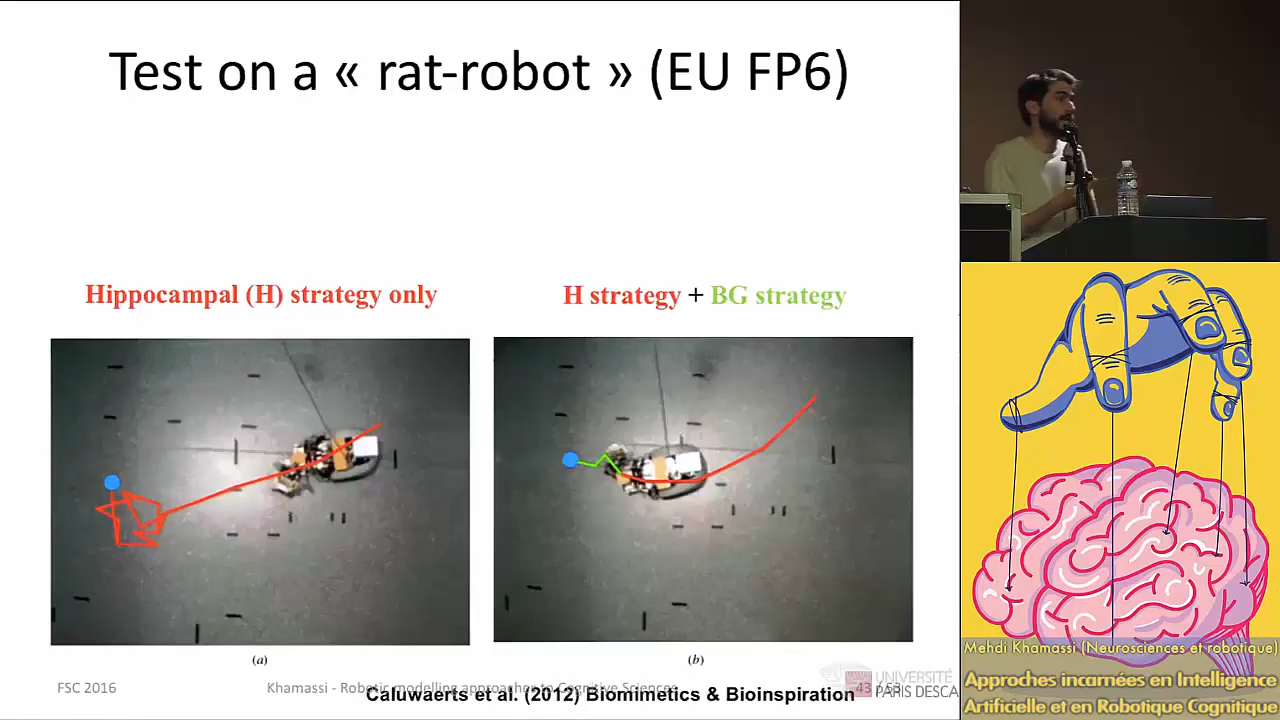 Test on a « rat-robot » (EU FP6)
Hippocampal (H) strategy only
H strategy + BG strategy
(a)
(b)
FSC 2016
Khamassi - Robotic modelling approaches to Cognitive Sciences
43 / 53
Caluwaerts et al. (2012) Biomimetics & Bioinspiration
UNIVERSITÉ
PARIS DESCA
Mehdi Khamassi (Neurosciences et robotique)
Approches incarnées en Intelligence
Artificielle et en Robotique Cognitique